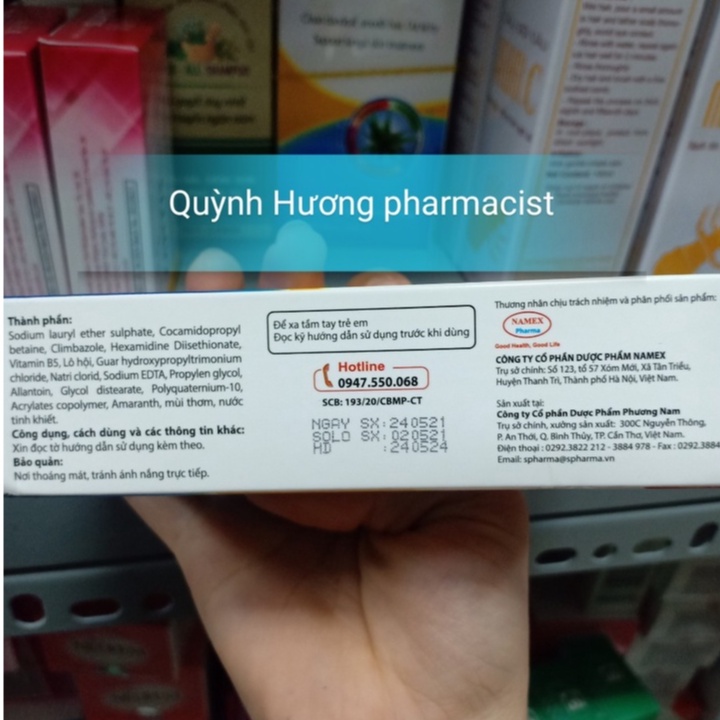 Quỳnh Hương pharmacist
Thành phần:
Sodium lauryl ether sulphate, Cocamidopropyl
betaine, Climbazole, Hexamidine Diisethionate,
Vitamin B5, Lô hội, Guar hydroxypropyltrimonium
chloride, Natri clorid, Sodium EDTA, Propylen glycol,
Allantoin, Glycol distearate, Polyquaternium-10,
Acrylates copolymer, Amaranth, mùi thơm, nước
tinh khiết.
Công dụng, cách dùng và các thông tin khác:
Xin đọc tờ hướng dẫn sử dụng kèm theo.
Bảo quản:
Nơi thoáng mát, tránh ánh nắng trực tiếp.
Để xa tầm tay trẻ em
Đọc kỹ hướng dẫn sử dụng trước khi dùng
Hotline
0947.550.068
SCB: 193/20/CBMP-CT
NGAY SX: 240521
SOLO SX: 020521
HD : 240524
Thương nhân chịu trách nhiệm và phân phối sản phẩm:
NAMEX
Pharma
Good Health, Good Life
CÔNG TY CỔ PHẦN DƯỢC PHẨM NAMEX
Trụ sở chính: Số 123, tổ 57 Xóm Mới, Xã Tân Triều,
Huyện Thanh Trì, Thành phố Hà Nội, Việt Nam.
Sản xuất tại:
Công ty Cổ phần Dược Phẩm Phương Nam
Trụ sở chính, xưởng sản xuất: 300C Nguyễn Thông,
P. An Thới, Q. Bình Thủy, TP. Cần Thơ, Việt Nam.
Điện thoại : 0292.3822 212 - 3884 978 - Fax : 0292.3884
Email: spharma@spharma.vn